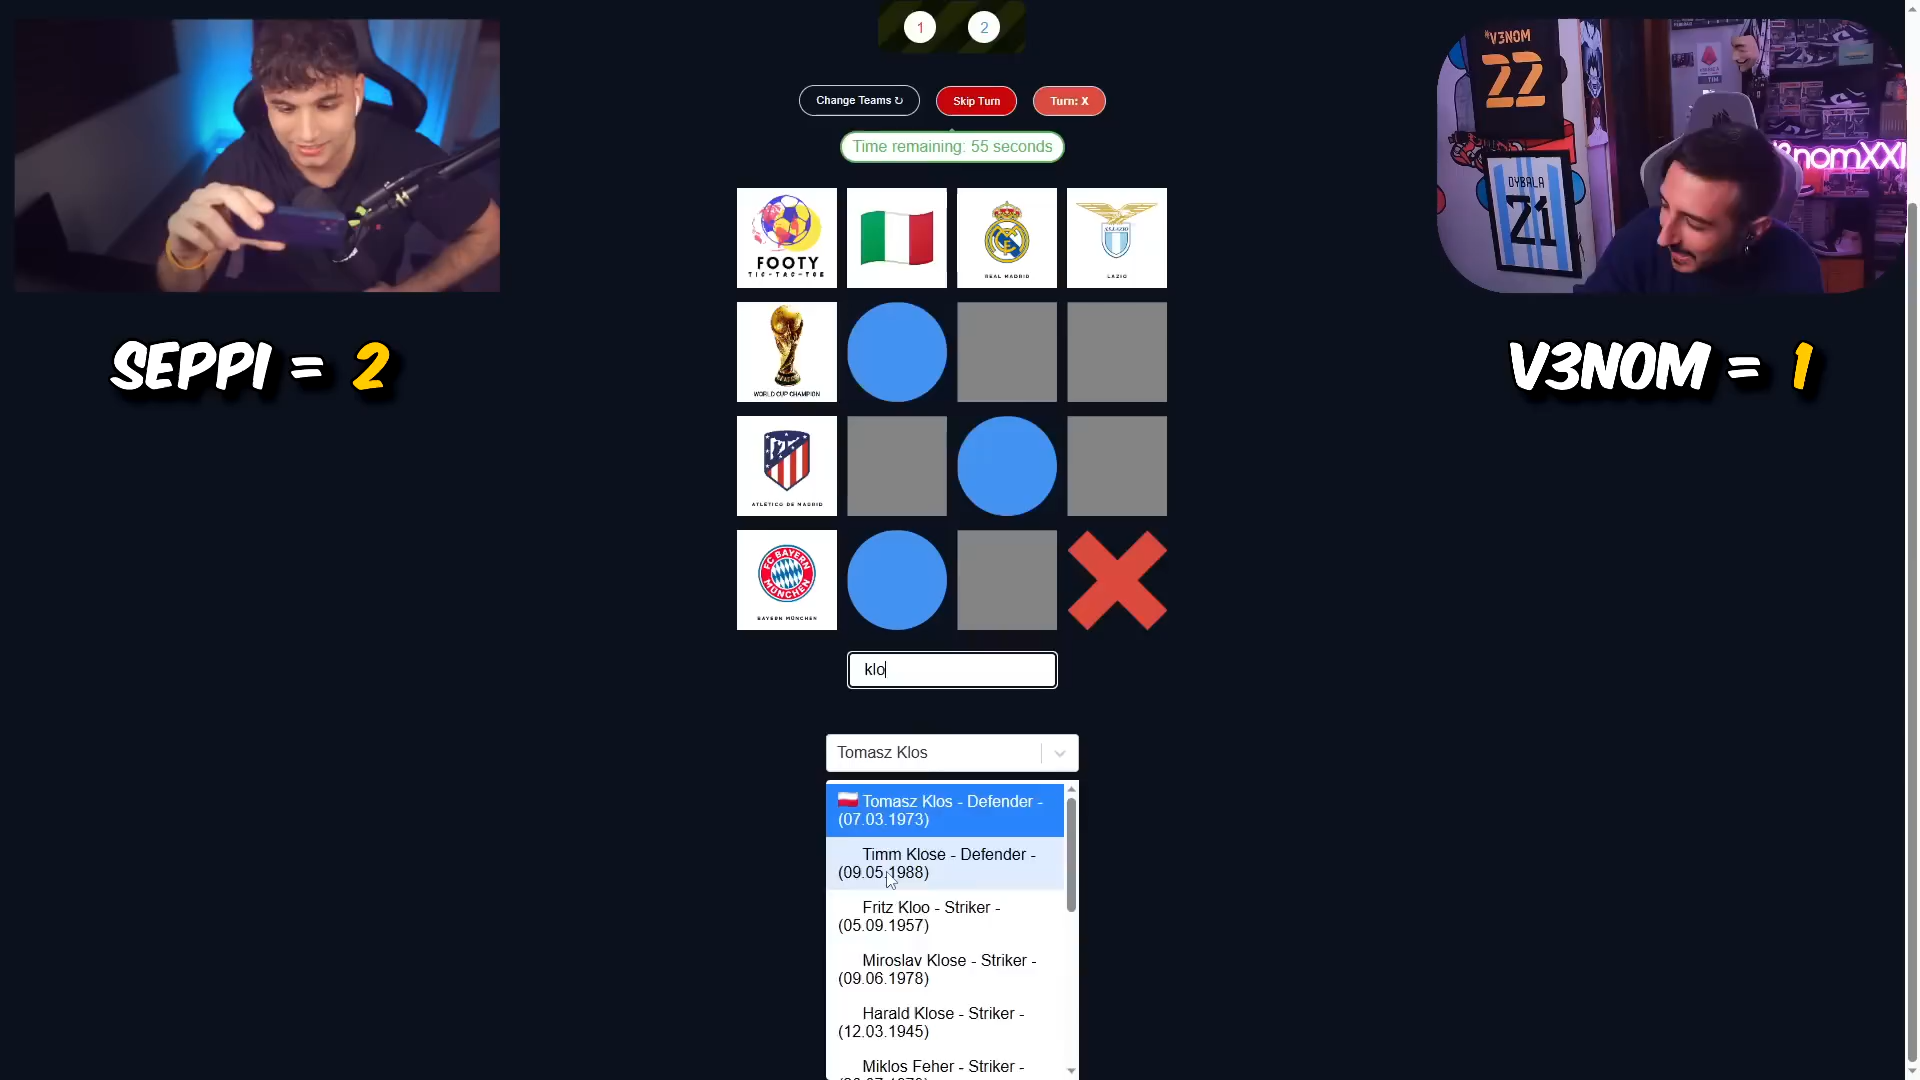 1 2
Change Teams ↻ Skip Turn Turn: X
Time remaining: 55 seconds
*V3NOM
22
DYBALA
21
TIM
v3nomXXII
FOOTY
TIC-TAC-TOE
REAL MADRID
S.S.LAZIO
LAZIO
SEPPI = 2
V3NOM = 1
WORLD CUP CHAMPION
ATLÉTICO DE MADRID
FC BAYERN
MÜNCHEN
BAYERN MÜNCHEN
klo
Tomasz Klos
Tomasz Klos - Defender -
(07.03.1973)
Timm Klose - Defender -
(09.05.1988)
Fritz Kloo - Striker -
(05.09.1957)
Miroslav Klose - Striker -
(09.06.1978)
Harald Klose - Striker -
(12.03.1945)
Miklos Feher - Striker -